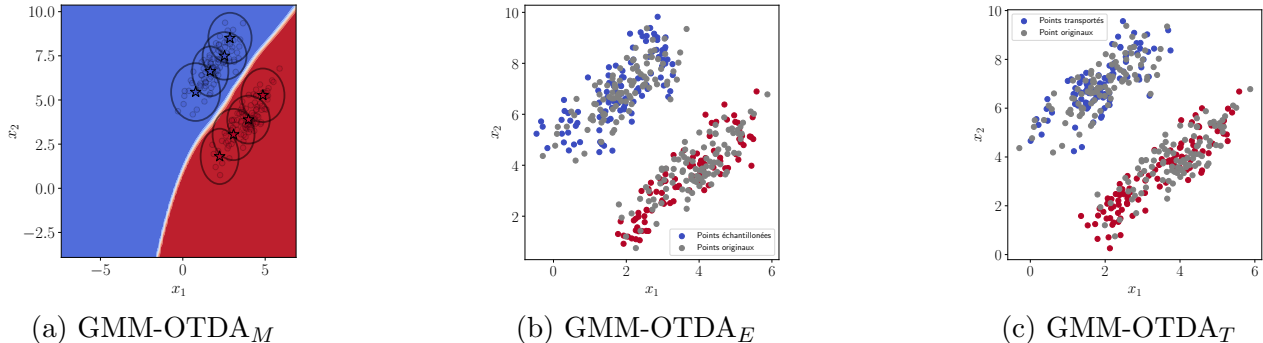 10.0
7.5
5.0
2.5
0.0
−2.5
x₂
−5
0
5
x₁
(a) GMM-OTDA_M
10
8
6
4
2
x₂
Points échantillonées
Points originaux
0
2
4
6
x₁
(b) GMM-OTDA_E
10
8
6
4
2
0
x₂
Points transportés
Point originaux
0
2
4
6
x₁
(c) GMM-OTDA_T